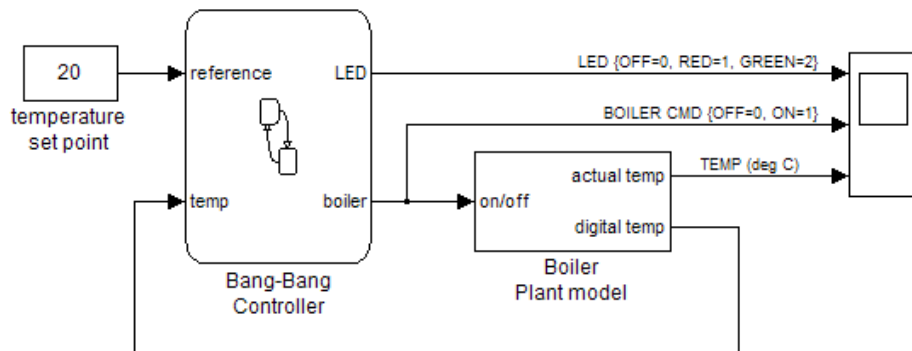 20
temperature
set point
reference
LED
temp
boiler
Bang-Bang
Controller
LED {OFF=0, RED=1, GREEN=2}
BOILER CMD {OFF=0, ON=1}
TEMP (deg C)
on/off
actual temp
digital temp
Boiler
Plant model